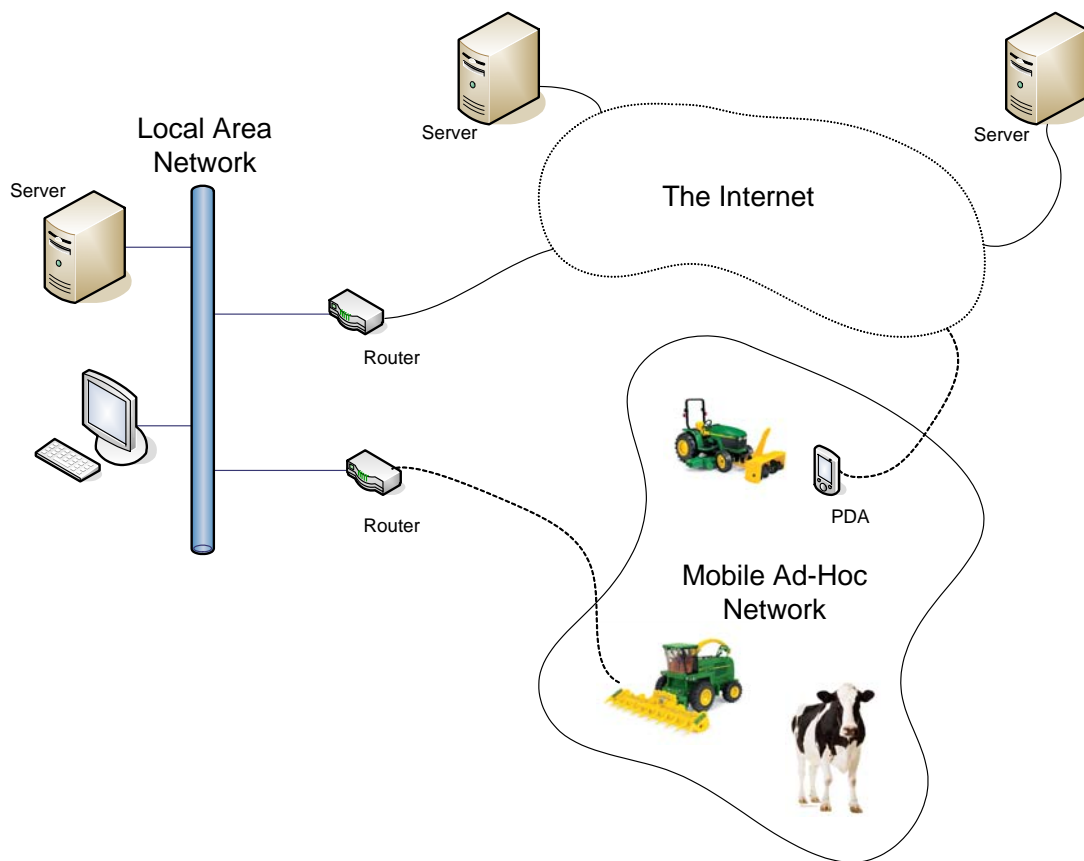 Server
Server
Local Area
Network
Server
The Internet
Router
PDA
Router
Mobile Ad-Hoc
Network